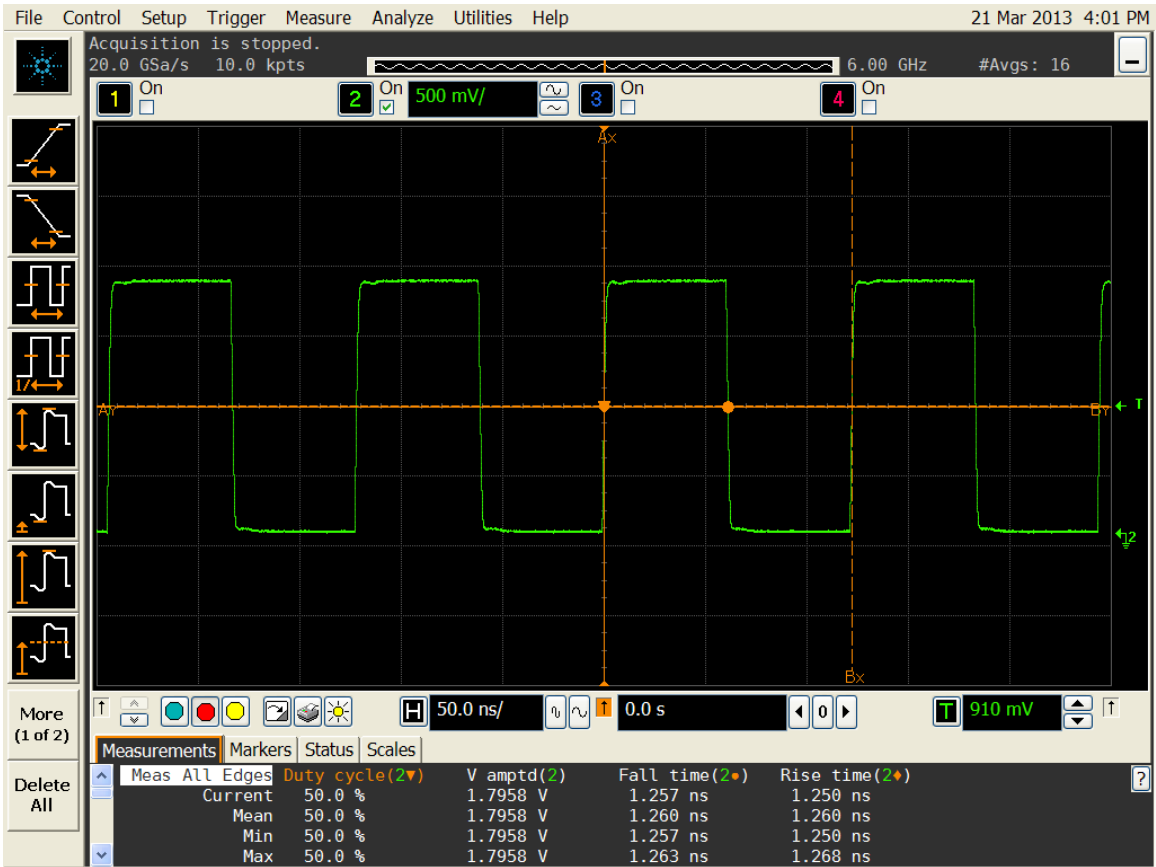 File Control Setup Trigger Measure Analyze Utilities Help 21 Mar 2013 4:01 PM
Acquisition is stopped.
20.0 GSa/s 10.0 kpts 6.00 GHz #Avgs: 16
1 On 2 On 500 mV/ 3 On 4 On
Ax
1/
AY BY T
2
Bx
More
(1 of 2)
Delete
All
H 50.0 ns/ 0.0 s 0 T 910 mV
Measurements Markers Status Scales
Meas All Edges Duty cycle(2▼) V amptd(2) Fall time(2●) Rise time(2♦) ?
Current 50.0 % 1.7958 V 1.257 ns 1.250 ns
Mean 50.0 % 1.7958 V 1.260 ns 1.260 ns
Min 50.0 % 1.7958 V 1.257 ns 1.250 ns
Max 50.0 % 1.7958 V 1.263 ns 1.268 ns